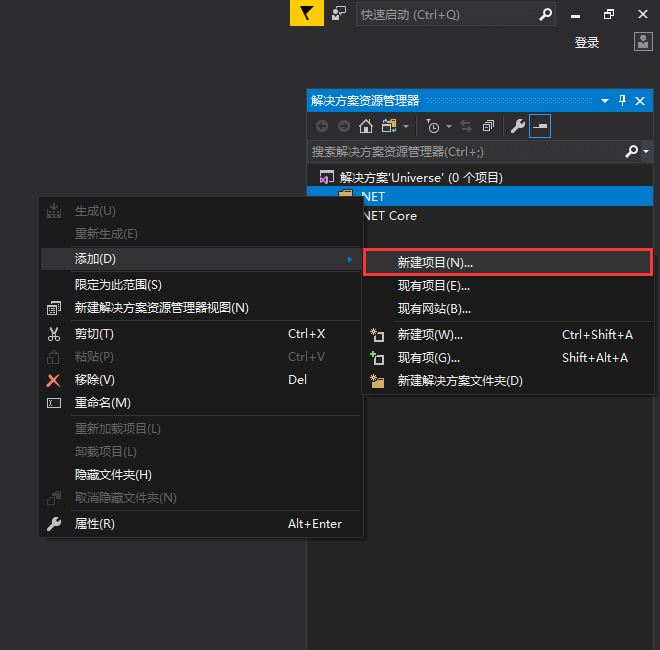 快速启动 (Ctrl+Q)
登录
解决方案资源管理器
搜索解决方案资源管理器(Ctrl+;)
解决方案'Universe' (0 个项目)
NET
NET Core
生成(U)
重新生成(E)
添加(D)
限定为此范围(S)
新建解决方案资源管理器视图(N)
剪切(T) Ctrl+X
粘贴(P) Ctrl+V
移除(V) Del
重命名(M)
重新加载项目(L)
卸载项目(L)
隐藏文件夹(H)
取消隐藏文件夹(N)
属性(R) Alt+Enter
新建项目(N)...
现有项目(E)...
现有网站(B)...
新建项(W)... Ctrl+Shift+A
现有项(G)... Shift+Alt+A
新建解决方案文件夹(D)